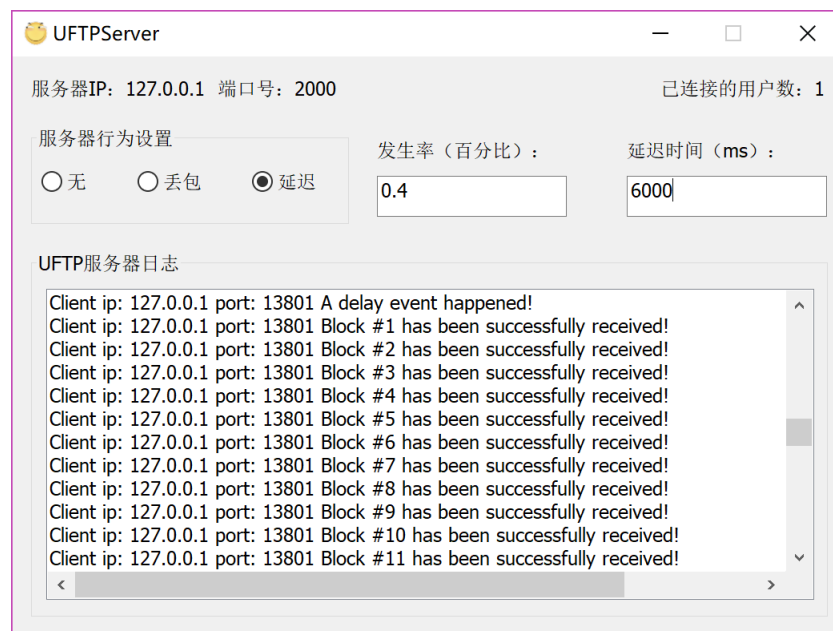 UFTPServer
服务器IP：127.0.0.1 端口号：2000 已连接的用户数：1
服务器行为设置
发生率（百分比）： 延迟时间（ms）：
无 丢包 延迟 0.4 6000
UFTP服务器日志
Client ip: 127.0.0.1 port: 13801 A delay event happened!
Client ip: 127.0.0.1 port: 13801 Block #1 has been successfully received!
Client ip: 127.0.0.1 port: 13801 Block #2 has been successfully received!
Client ip: 127.0.0.1 port: 13801 Block #3 has been successfully received!
Client ip: 127.0.0.1 port: 13801 Block #4 has been successfully received!
Client ip: 127.0.0.1 port: 13801 Block #5 has been successfully received!
Client ip: 127.0.0.1 port: 13801 Block #6 has been successfully received!
Client ip: 127.0.0.1 port: 13801 Block #7 has been successfully received!
Client ip: 127.0.0.1 port: 13801 Block #8 has been successfully received!
Client ip: 127.0.0.1 port: 13801 Block #9 has been successfully received!
Client ip: 127.0.0.1 port: 13801 Block #10 has been successfully received!
Client ip: 127.0.0.1 port: 13801 Block #11 has been successfully received!